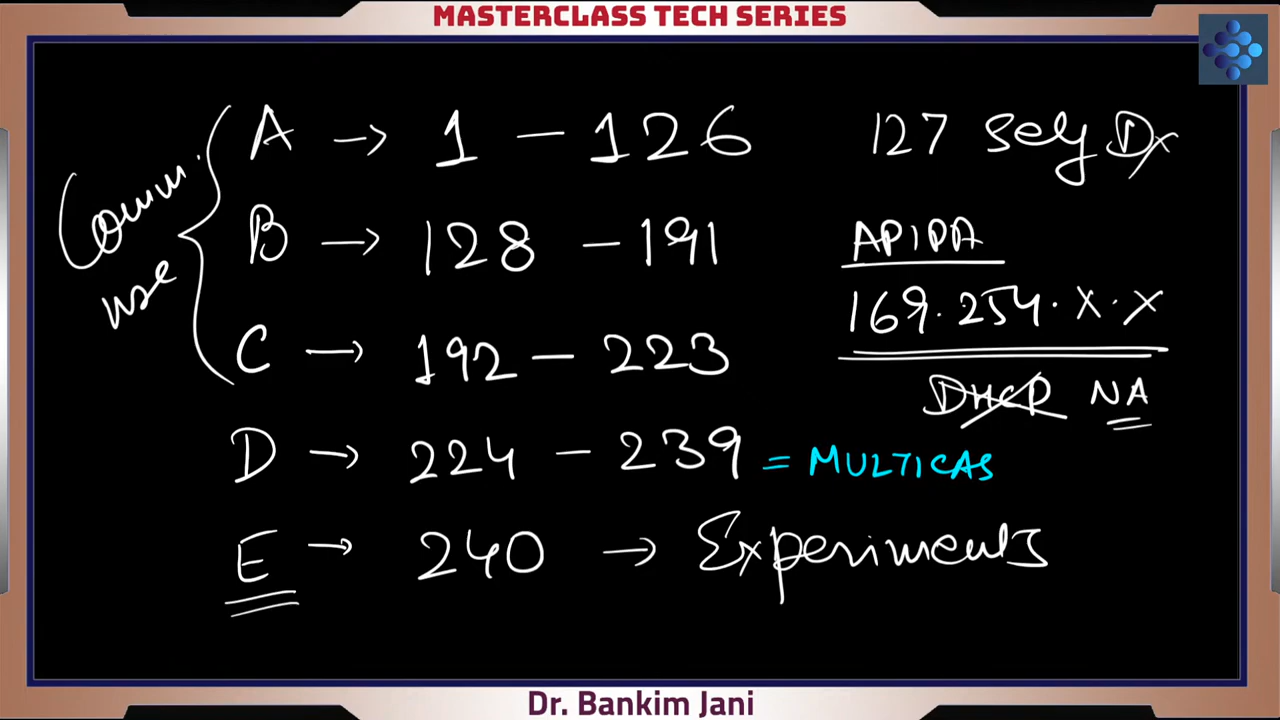 MASTERCLASS TECH SERIES
Comm.
use
A → 1 – 126
127 Self Dx
B → 128 – 191
APIPA
169.254.x.x
C → 192 – 223
DHCP NA
D → 224 – 239 = MULTICAS
E → 240 → Experiments
Dr. Bankim Jani